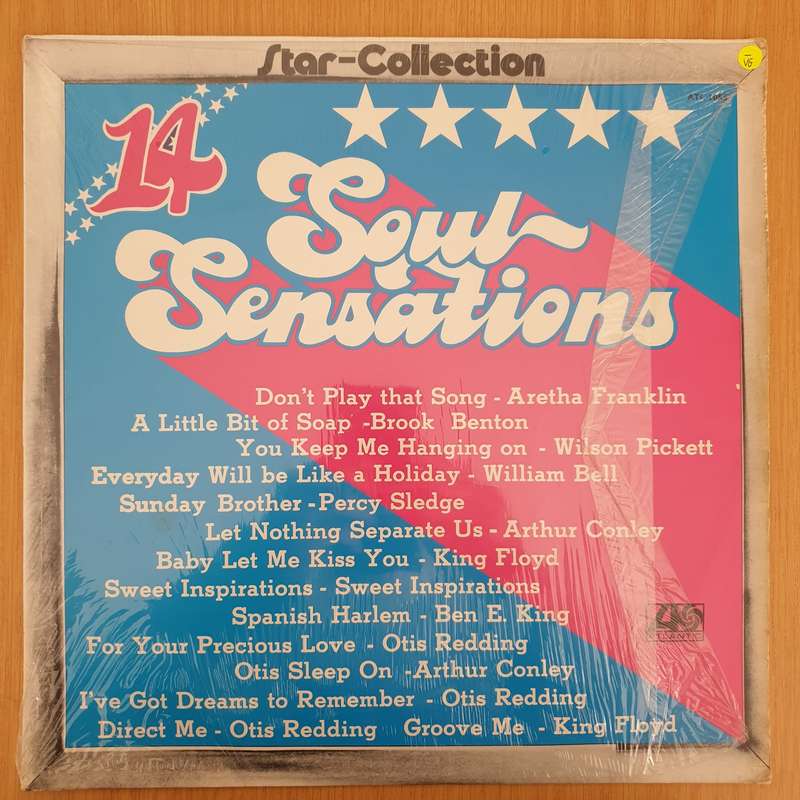 Star-Collection
VG
14
Soul
Sensations
Don't Play that Song - Aretha Franklin
A Little Bit of Soap -Brook Benton
You Keep Me Hanging on - Wilson Pickett
Everyday Will be Like a Holiday - William Bell
Sunday Brother -Percy Sledge
Let Nothing Separate Us - Arthur Conley
Baby Let Me Kiss You - King Floyd
Sweet Inspirations - Sweet Inspirations
Spanish Harlem - Ben E. King
For Your Precious Love - Otis Redding
Otis Sleep On -Arthur Conley
I've Got Dreams to Remember - Otis Redding
Direct Me - Otis Redding Groove Me - King Floyd